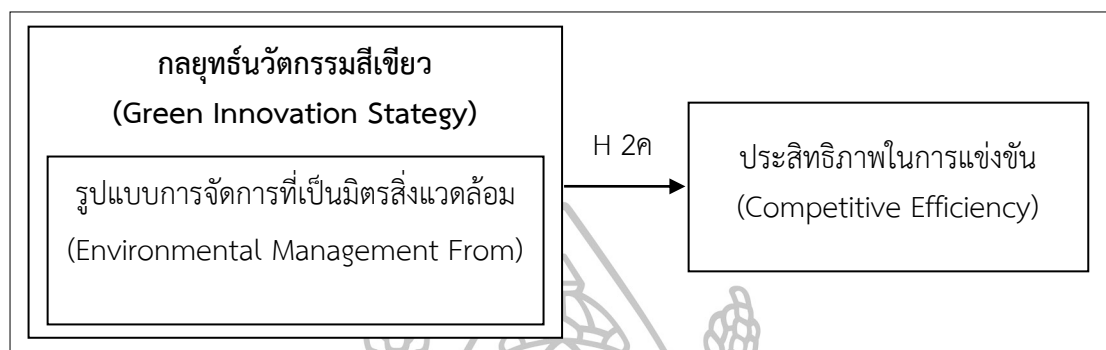 กลยุทธ์นวัตกรรมสีเขียว
(Green Innovation Stategy)
รูปแบบการจัดการที่เป็นมิตรสิ่งแวดล้อม
(Environmental Management From)
H 2ค
ประสิทธิภาพในการแข่งขัน
(Competitive Efficiency)